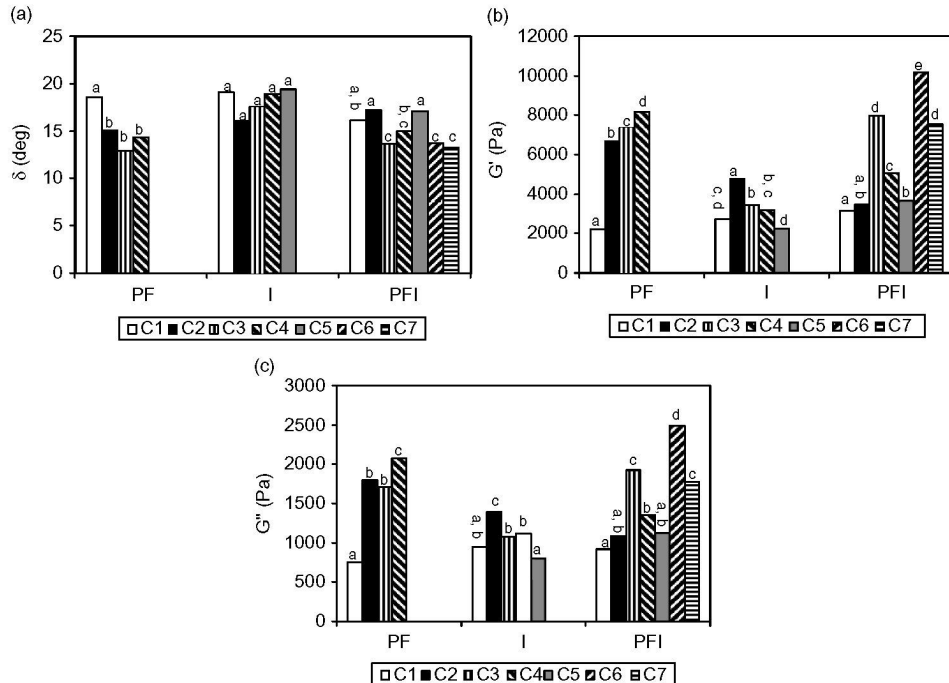 (a)
25
20
15
10
5
0
δ (deg)
a
b
b
b
a
a
a
a
a
a, b
a
c
b, c
a
c
c
PF I PFI
C1 C2 C3 C4 C5 C6 C7
(b)
12000
10000
8000
6000
4000
2000
0
G' (Pa)
a
b
c
d
c, d
a
b
b, c
d
a
a, b
d
c
b
e
c
PF I PFI
C1 C2 C3 C4 C5 C6 C7
(c)
3000
2500
2000
1500
1000
500
0
G" (Pa)
a
b
b
c
a, b
c
b
b
a
a
a, b
c
b
a, b
d
c
PF I PFI
C1 C2 C3 C4 C5 C6 C7